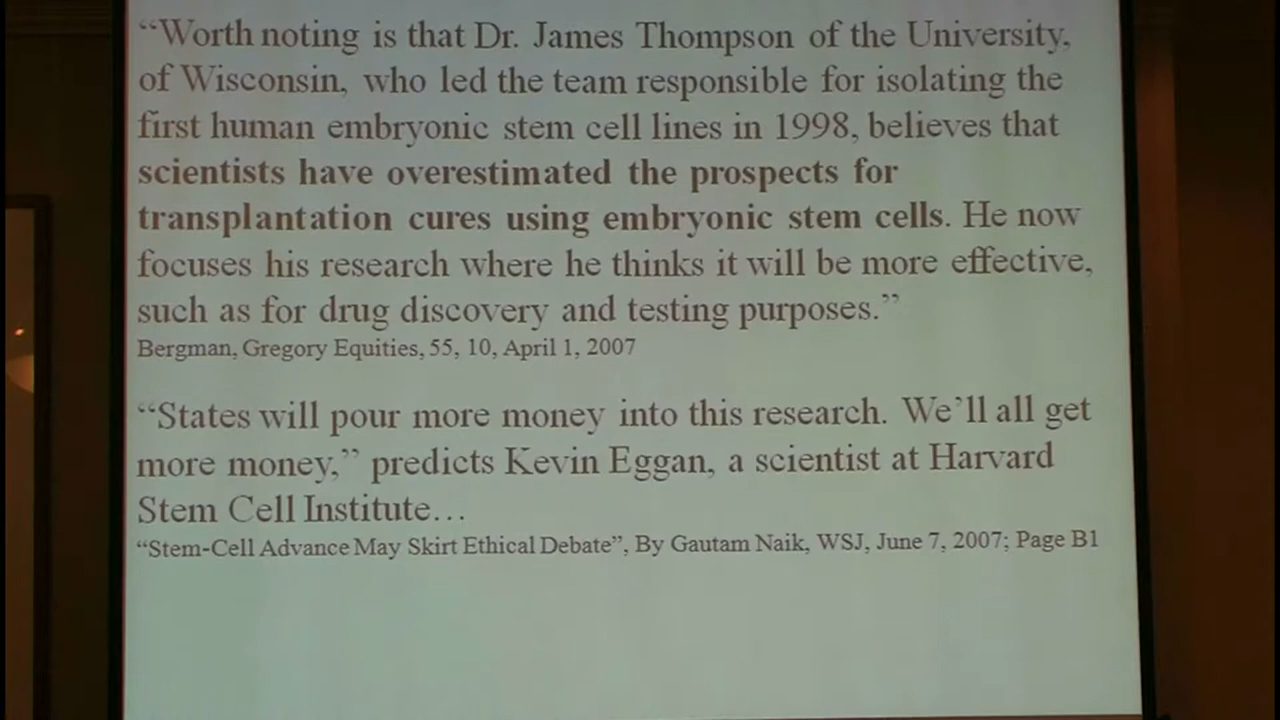 “Worth noting is that Dr. James Thompson of the University,
of Wisconsin, who led the team responsible for isolating the
first human embryonic stem cell lines in 1998, believes that
scientists have overestimated the prospects for
transplantation cures using embryonic stem cells. He now
focuses his research where he thinks it will be more effective,
such as for drug discovery and testing purposes.”
Bergman, Gregory Equities, 55, 10, April 1, 2007
“States will pour more money into this research. We’ll all get
more money,” predicts Kevin Eggan, a scientist at Harvard
Stem Cell Institute…
“Stem-Cell Advance May Skirt Ethical Debate”, By Gautam Naik, WSJ, June 7, 2007; Page B1